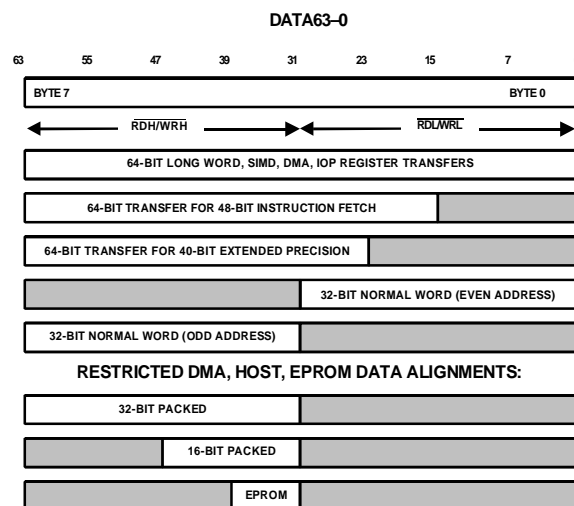 DATA63–0
63 55 47 39 31 23 15 7
BYTE 7 BYTE 0
RDH/WRH RDL/WRL
64-BIT LONG WORD, SIMD, DMA, IOP REGISTER TRANSFERS
64-BIT TRANSFER FOR 48-BIT INSTRUCTION FETCH
64-BIT TRANSFER FOR 40-BIT EXTENDED PRECISION
32-BIT NORMAL WORD (EVEN ADDRESS)
32-BIT NORMAL WORD (ODD ADDRESS)
RESTRICTED DMA, HOST, EPROM DATA ALIGNMENTS:
32-BIT PACKED
16-BIT PACKED
EPROM